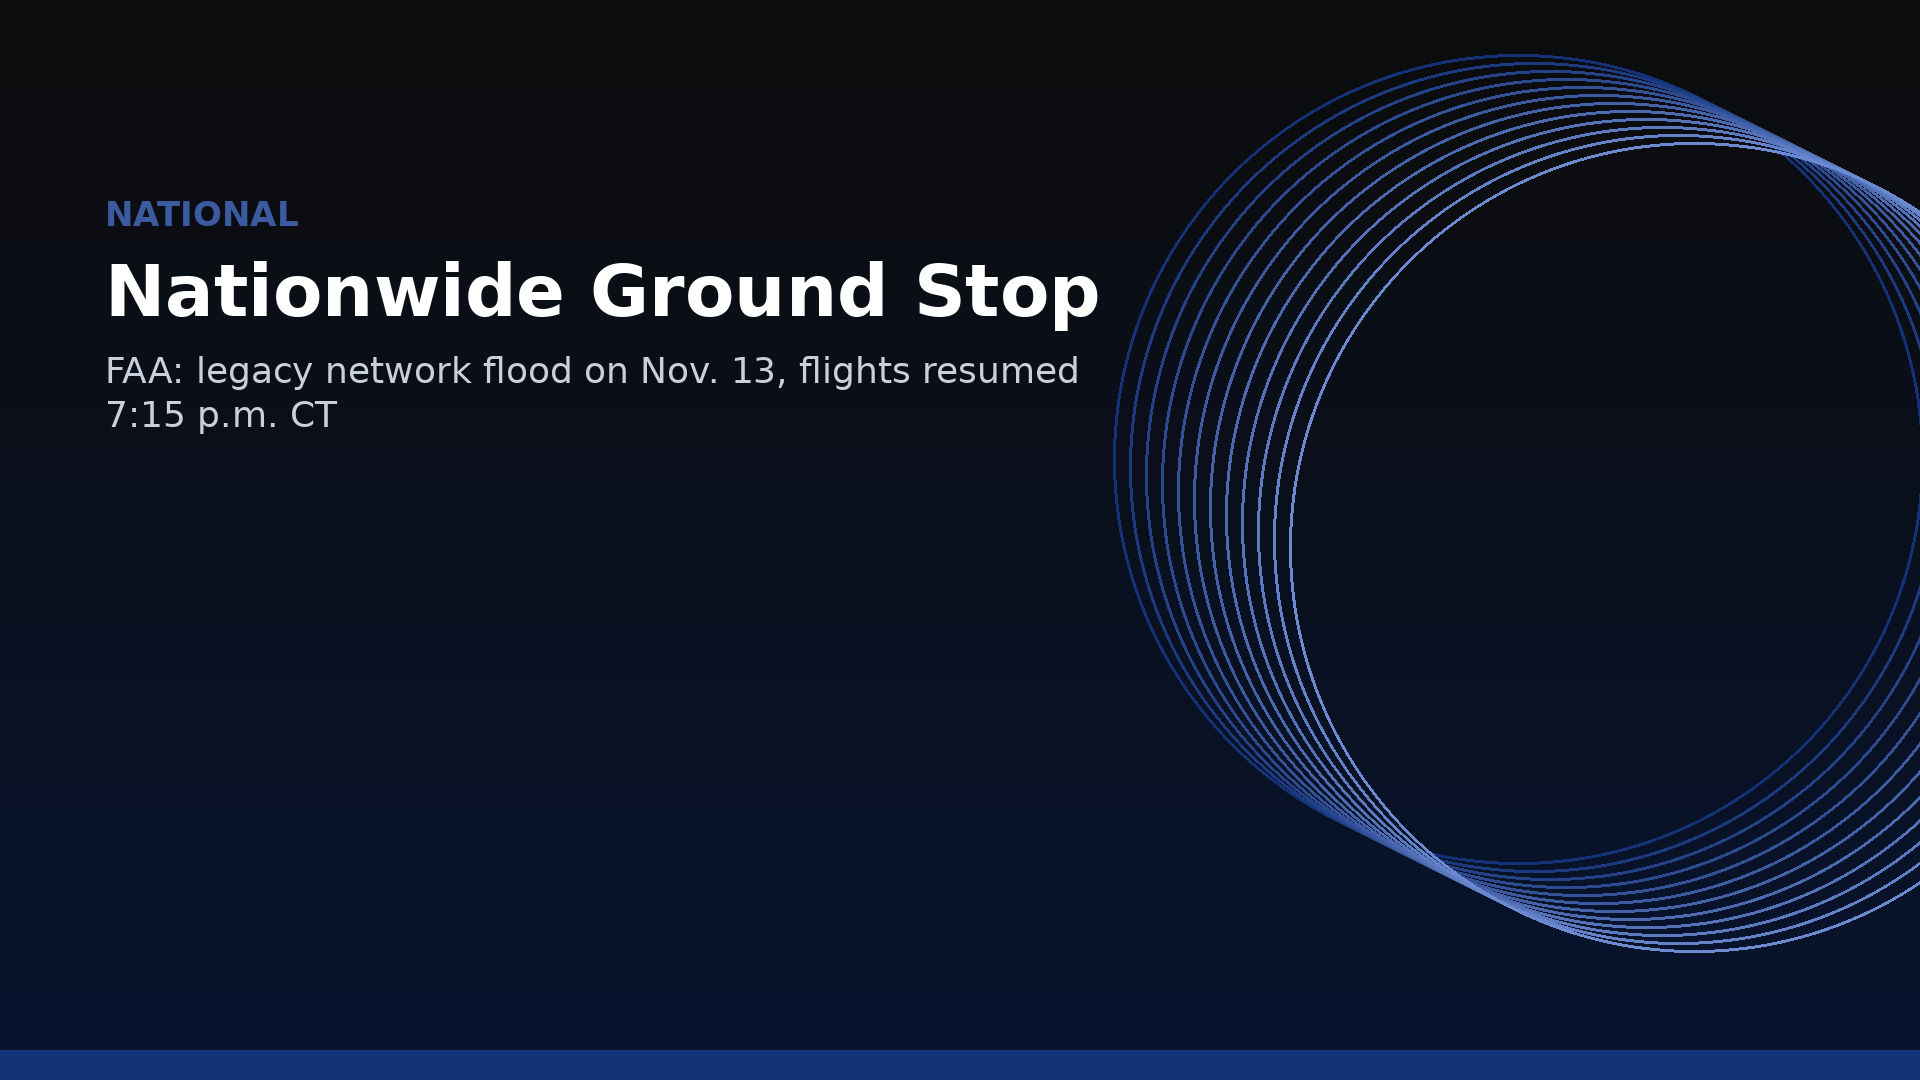 NATIONAL
Nationwide Ground Stop
FAA: legacy network flood on Nov. 13, flights resumed
7:15 p.m. CT